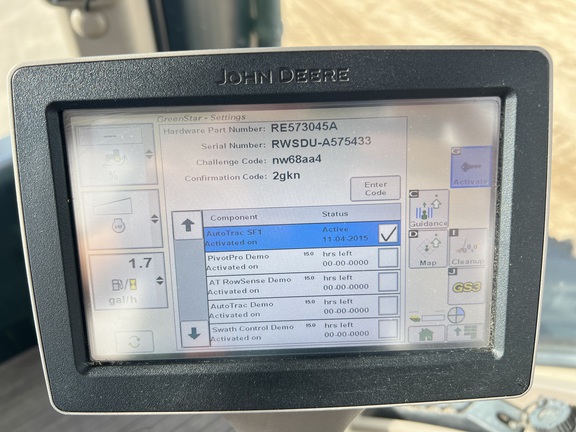 JOHN DEERE
GreenStar - Settings
Hardware Part Number: RE573045A
Serial Number: RWSDU-A575433
Challenge Code: nw68aa4
Confirmation Code: 2gkn
Enter Code
Component Status
AutoTrac SF1 Active
Activated on 11-04-2015
PivotPro Demo 15.0 hrs left
Activated on 00-00-0000
AT RowSense Demo 15.0 hrs left
Activated on 00-00-0000
AutoTrac Demo 15.0 hrs left
Activated on 00-00-0000
Swath Control Demo 15.0 hrs left
Activated on 00-00-0000
1.7
gal/h
G
Activate
C
Guidance
D
Map
I
Cleanup
J
GS3